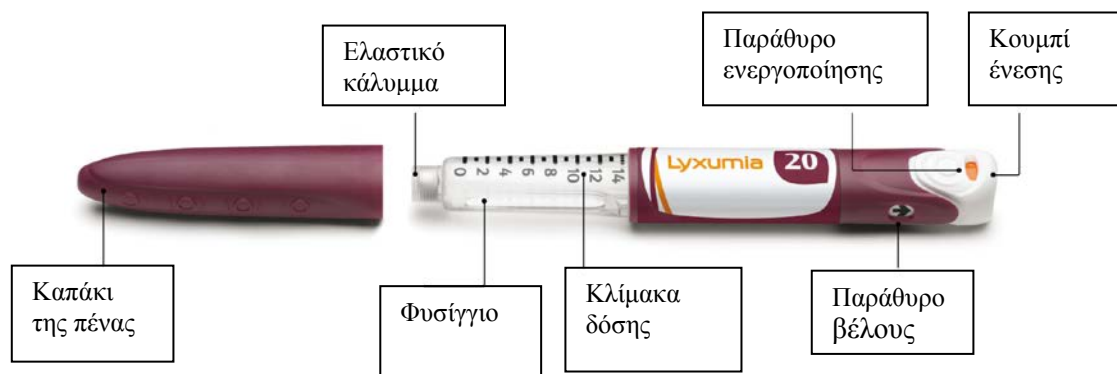 Ελαστικό
κάλυμμα
Παράθυρο
ενεργοποίησης
Κουμπί
ένεσης
Lyxumia
20
0 2 4 6 8 10 12 14
Καπάκι
της πένας
Φυσίγγιο
Κλίμακα
δόσης
Παράθυρο
βέλους